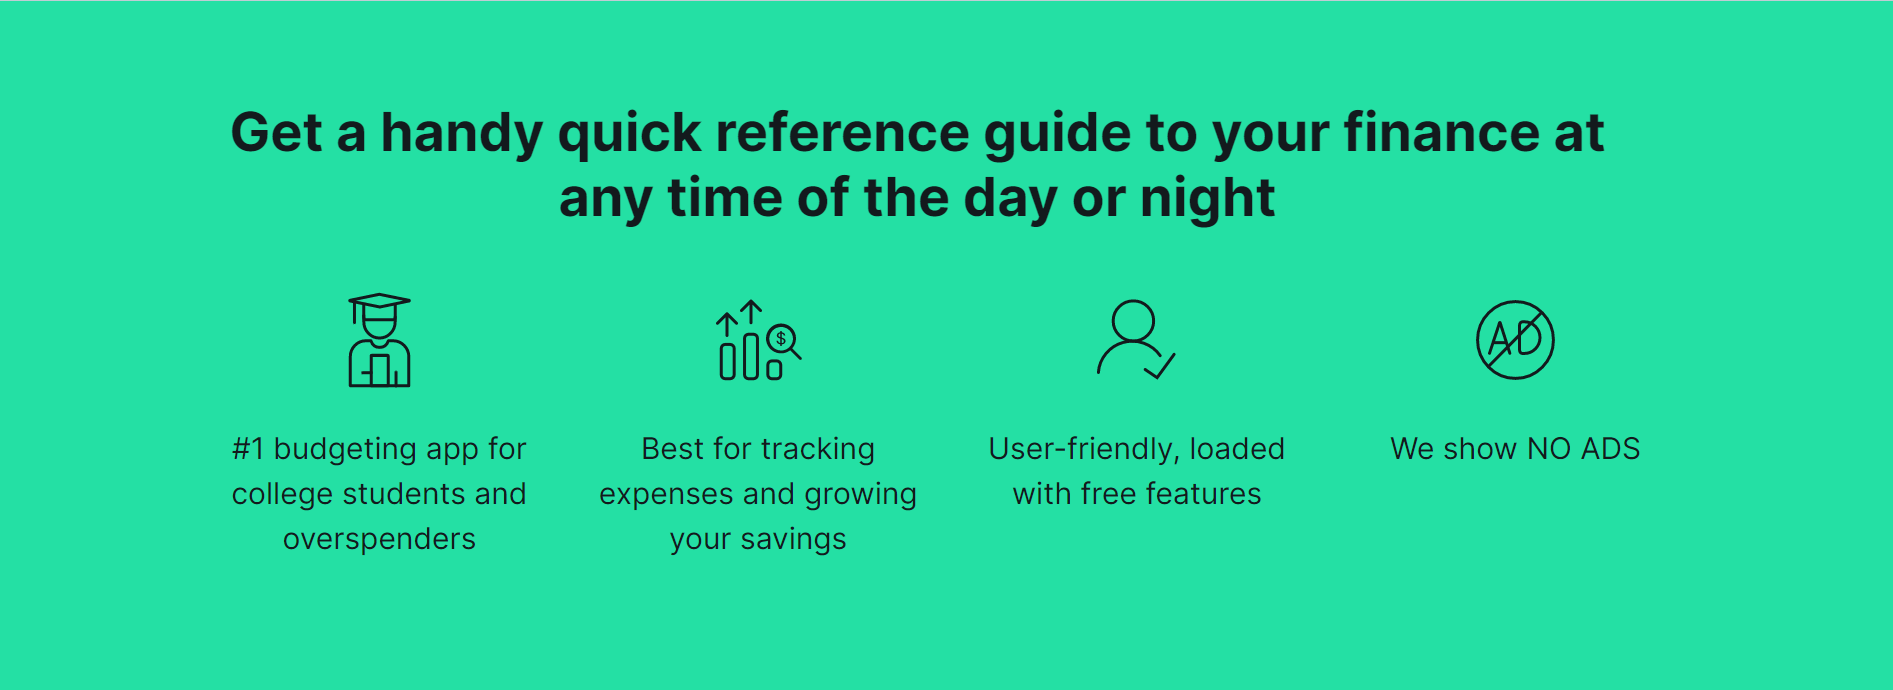 Get a handy quick reference guide to your finance at
any time of the day or night
$
AD
#1 budgeting app for
college students and
overspenders
Best for tracking
expenses and growing
your savings
User-friendly, loaded
with free features
We show NO ADS